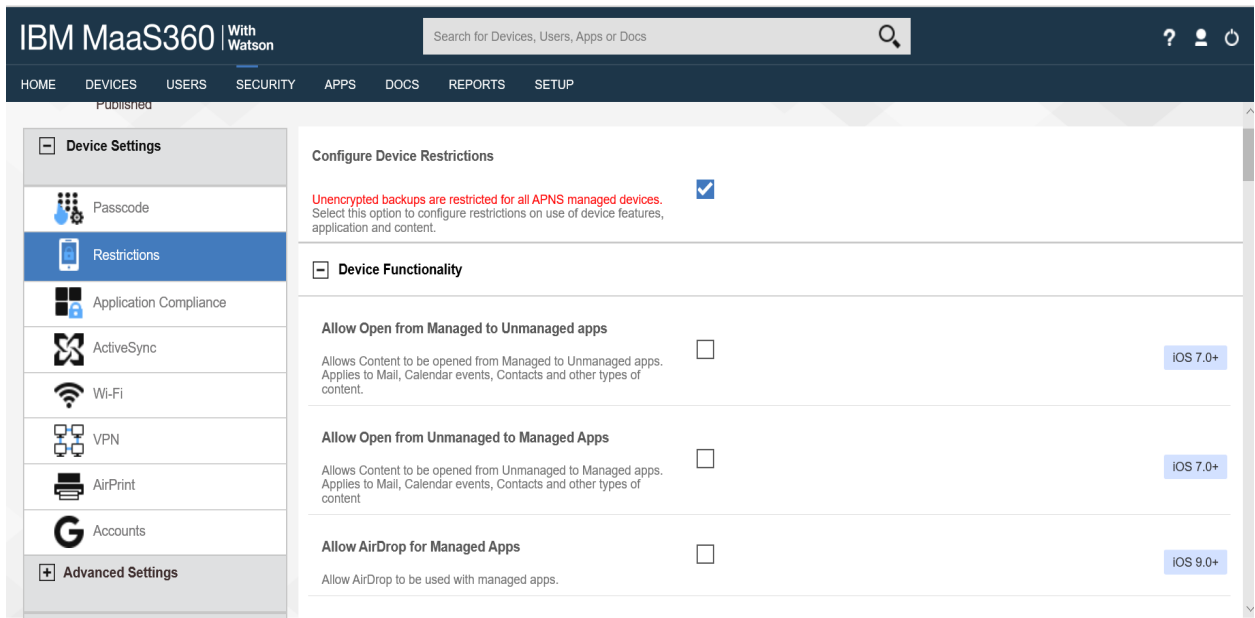 IBM MaaS360 With Watson
Search for Devices, Users, Apps or Docs
?
HOME DEVICES USERS SECURITY APPS DOCS REPORTS SETUP
Published
Device Settings
Passcode
Restrictions
Application Compliance
ActiveSync
Wi-Fi
VPN
AirPrint
G Accounts
Advanced Settings
Configure Device Restrictions
Unencrypted backups are restricted for all APNS managed devices.
Select this option to configure restrictions on use of device features,
application and content.
Device Functionality
Allow Open from Managed to Unmanaged apps
Allows Content to be opened from Managed to Unmanaged apps.
Applies to Mail, Calendar events, Contacts and other types of
content.
iOS 7.0+
Allow Open from Unmanaged to Managed Apps
Allows Content to be opened from Unmanaged to Managed apps.
Applies to Mail, Calendar events, Contacts and other types of
content
iOS 7.0+
Allow AirDrop for Managed Apps
Allow AirDrop to be used with managed apps.
iOS 9.0+